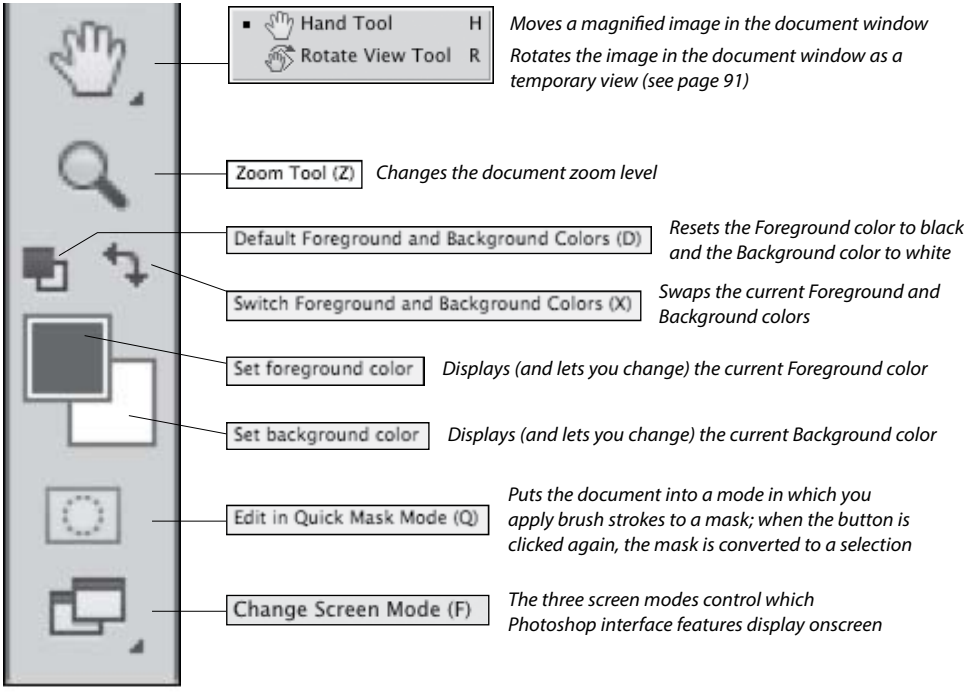 Hand Tool H
Moves a magnified image in the document window
Rotate View Tool R
Rotates the image in the document window as a
temporary view (see page 91)
Zoom Tool (Z)
Changes the document zoom level
Default Foreground and Background Colors (D)
Resets the Foreground color to black
and the Background color to white
Switch Foreground and Background Colors (X)
Swaps the current Foreground and
Background colors
Set foreground color
Displays (and lets you change) the current Foreground color
Set background color
Displays (and lets you change) the current Background color
Edit in Quick Mask Mode (Q)
Puts the document into a mode in which you
apply brush strokes to a mask; when the button is
clicked again, the mask is converted to a selection
Change Screen Mode (F)
The three screen modes control which
Photoshop interface features display onscreen